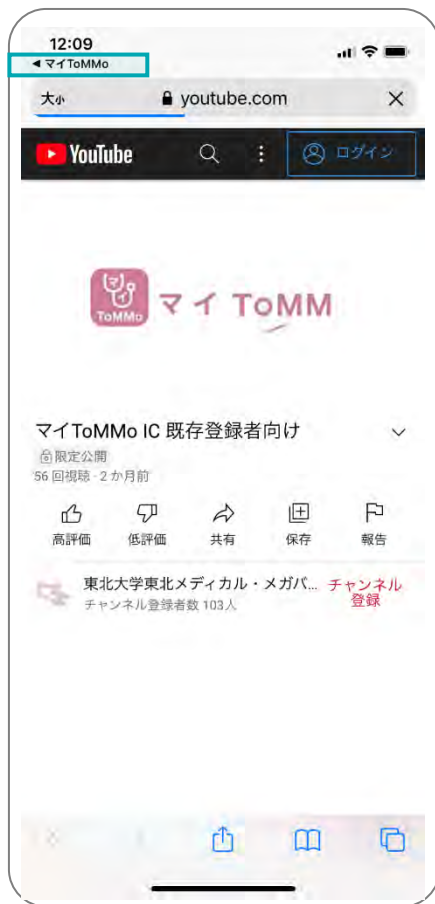 12:09
◀ マイToMMo
大小 youtube.com
YouTube ログイン
マイ
ToMMo
マイ ToMM
マイToMMo IC 既存登録者向け
限定公開
56 回視聴・2 か月前
高評価 低評価 共有 保存 報告
東北大学東北メディカル・メガバ... チャンネル
チャンネル登録者数 103人 登録